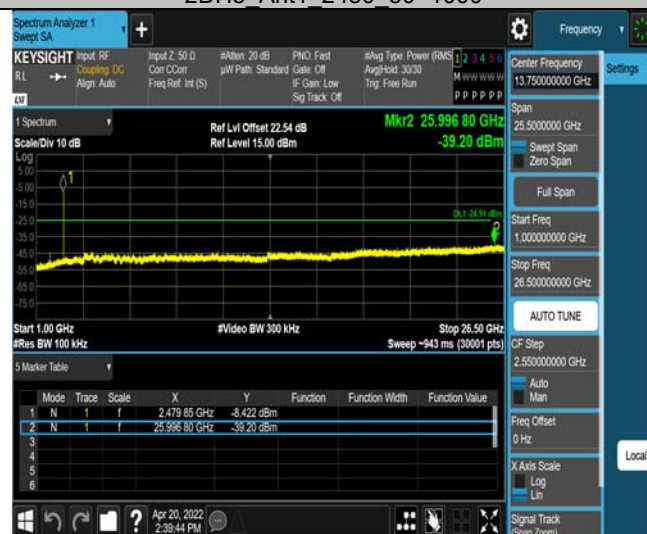 Spectrum Analyzer 1
Swept SA
+
Frequency
KEYSIGHT
RL
LXI
Input: RF
Coupling: DC
Align: Auto
Input Z: 50 Ω
Corr CCorr
Freq Ref: Int (S)
#Atten: 20 dB
µW Path: Standard
PNO: Fast
Gate: Off
IF Gain: Low
Sig Track: Off
#Avg Type: Power (RMS
Avg|Hold: 30/30
Trig: Free Run
1 2 3 4 5 6
M W W W W W
P P P P P P
1 Spectrum
Scale/Div 10 dB
Ref Lvl Offset 22.54 dB
Ref Level 15.00 dBm
Mkr2 25.996 80 GHz
-39.20 dBm
Log
5.00
-5.00
-15.0
-25.0
-35.0
-45.0
-55.0
-65.0
-75.0
1
DL1 -24.91 dBm
2
Start 1.00 GHz
#Res BW 100 kHz
#Video BW 300 kHz
Stop 26.50 GHz
Sweep ~943 ms (30001 pts)
5 Marker Table
Mode Trace Scale X Y Function Function Width Function Value
1 N 1 f 2.479 85 GHz -8.422 dBm
2 N 1 f 25.996 80 GHz -39.20 dBm
3
4
5
6
Apr 20, 2022
2:39:44 PM
Center Frequency
13.750000000 GHz
Settings
Span
25.5000000 GHz
Swept Span
Zero Span
Full Span
Start Freq
1.000000000 GHz
Stop Freq
26.500000000 GHz
AUTO TUNE
CF Step
2.550000000 GHz
Auto
Man
Freq Offset
0 Hz
X Axis Scale
Log
Lin
Local
Signal Track
(Span Zoom)